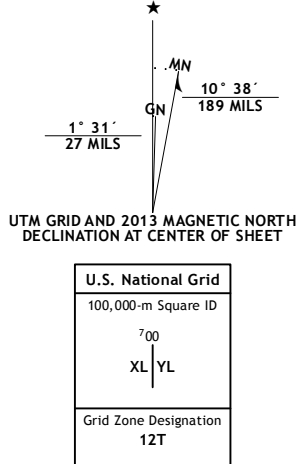 ★
MN
GN
10° 38´
189 MILS
1° 31´
27 MILS
UTM GRID AND 2013 MAGNETIC NORTH
DECLINATION AT CENTER OF SHEET
U.S. National Grid
100,000-m Square ID
⁷00
XL YL
Grid Zone Designation
12T